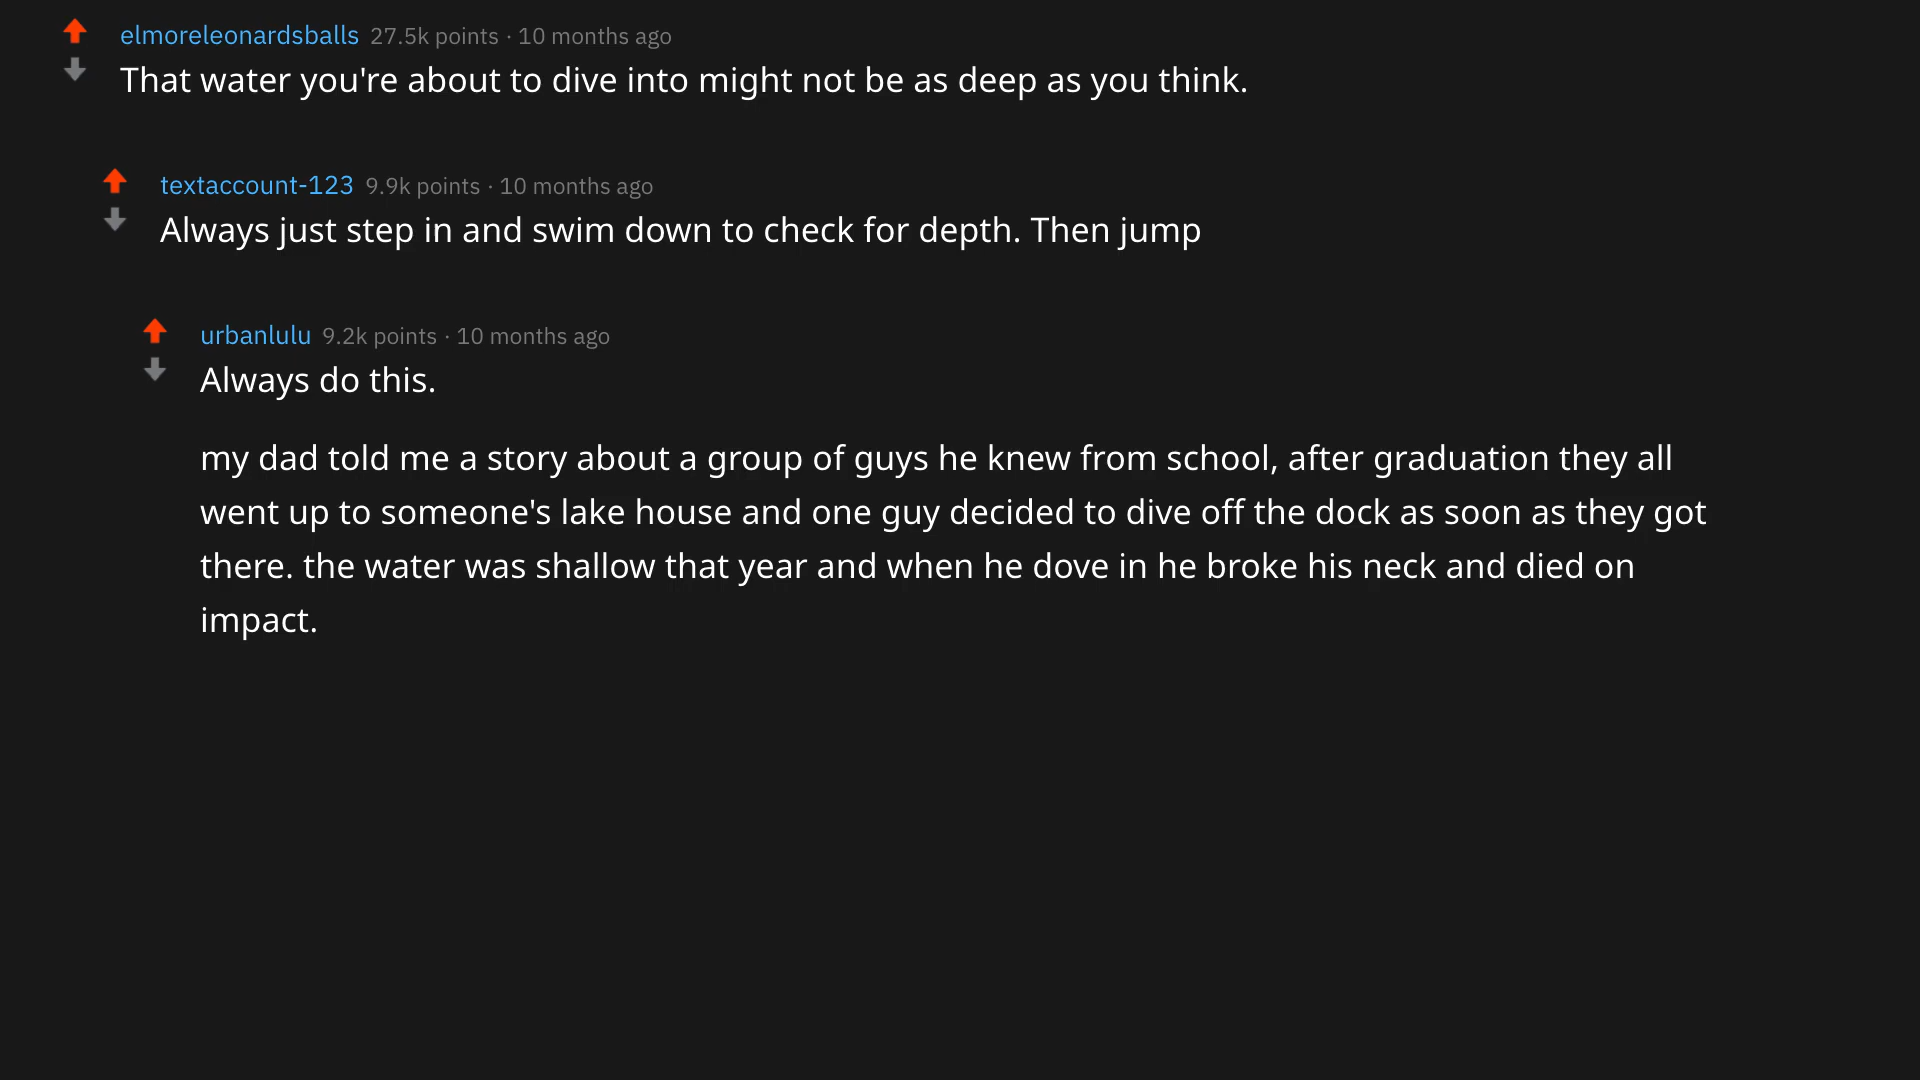 elmoreleonardsballs 27.5k points · 10 months ago
That water you're about to dive into might not be as deep as you think.
textaccount-123 9.9k points · 10 months ago
Always just step in and swim down to check for depth. Then jump
urbanlulu 9.2k points · 10 months ago
Always do this.
my dad told me a story about a group of guys he knew from school, after graduation they all
went up to someone's lake house and one guy decided to dive off the dock as soon as they got
there. the water was shallow that year and when he dove in he broke his neck and died on
impact.